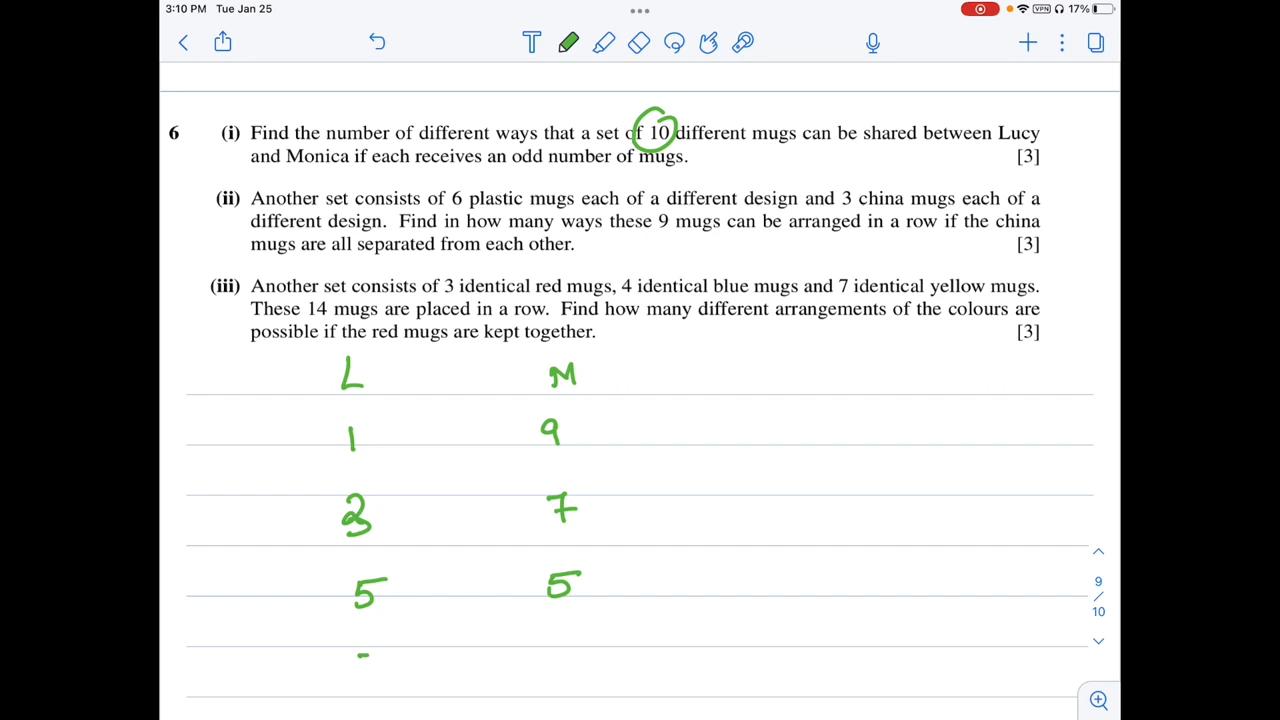 3:10 PM Tue Jan 25
VPN 17%
T
6 (i) Find the number of different ways that a set of 10 different mugs can be shared between Lucy
and Monica if each receives an odd number of mugs. [3]
(ii) Another set consists of 6 plastic mugs each of a different design and 3 china mugs each of a
different design. Find in how many ways these 9 mugs can be arranged in a row if the china
mugs are all separated from each other. [3]
(iii) Another set consists of 3 identical red mugs, 4 identical blue mugs and 7 identical yellow mugs.
These 14 mugs are placed in a row. Find how many different arrangements of the colours are
possible if the red mugs are kept together. [3]
L M
1 9
3 7
5 5
9
/
10